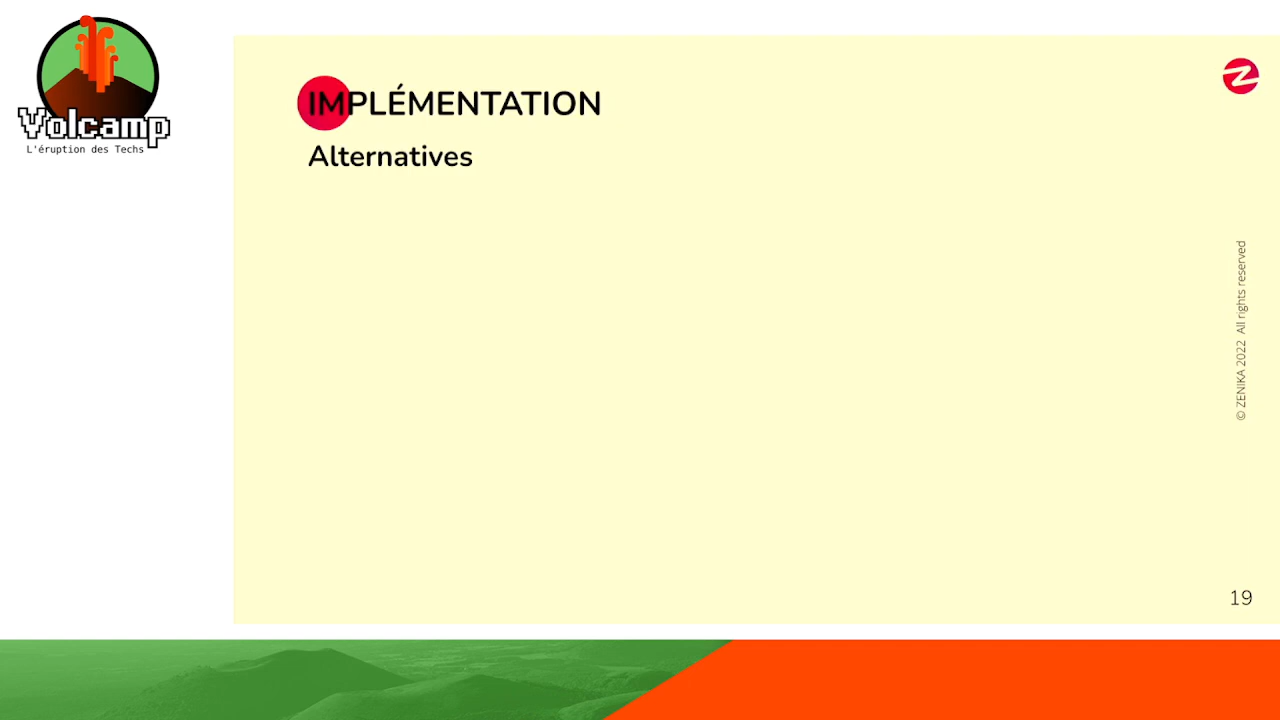 Volcamp
L'éruption des Techs
IMPLÉMENTATION
Alternatives
© ZENIKA 2022 All rights reserved
19